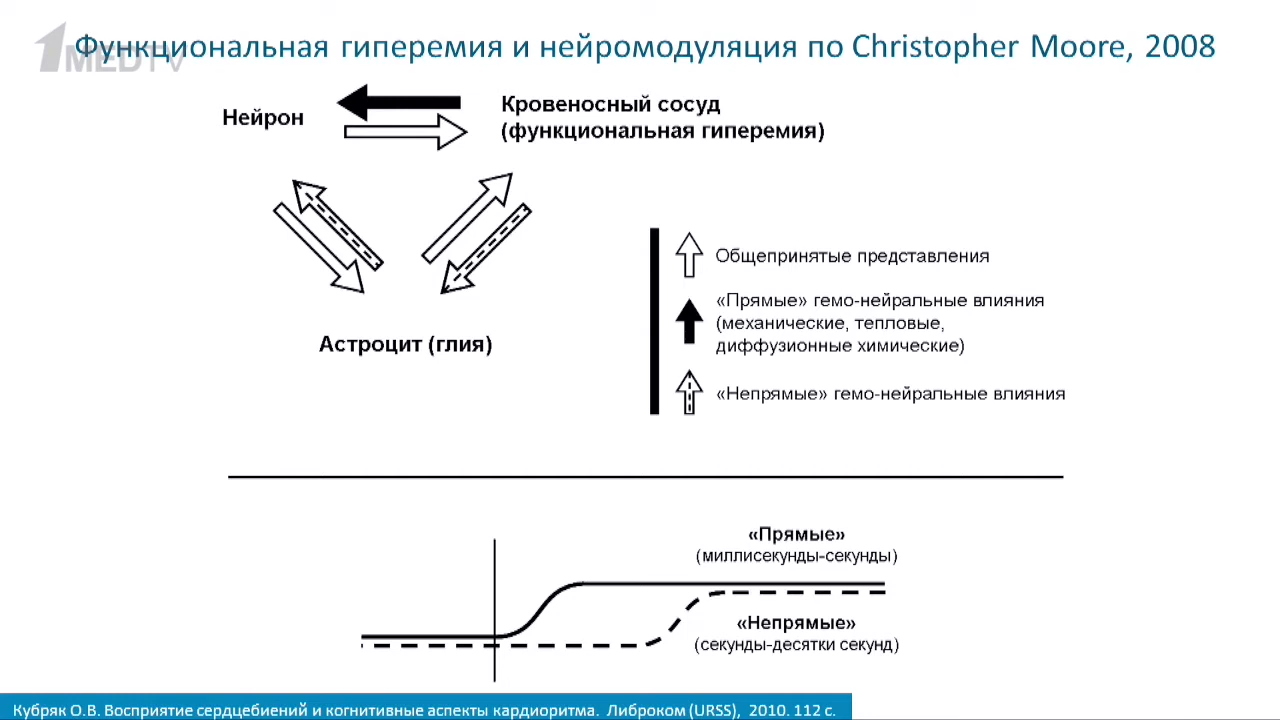 1MEDTV
Функциональная гиперемия и нейромодуляция по Christopher Moore, 2008
Нейрон
Кровеносный сосуд
(функциональная гиперемия)
Астроцит (глия)
Общепринятые представления
«Прямые» гемо-нейральные влияния
(механические, тепловые,
диффузионные химические)
«Непрямые» гемо-нейральные влияния
«Прямые»
(миллисекунды-секунды)
«Непрямые»
(секунды-десятки секунд)
Кубряк О.В. Восприятие сердцебиений и когнитивные аспекты кардиоритма. Либроком (URSS), 2010. 112 с.